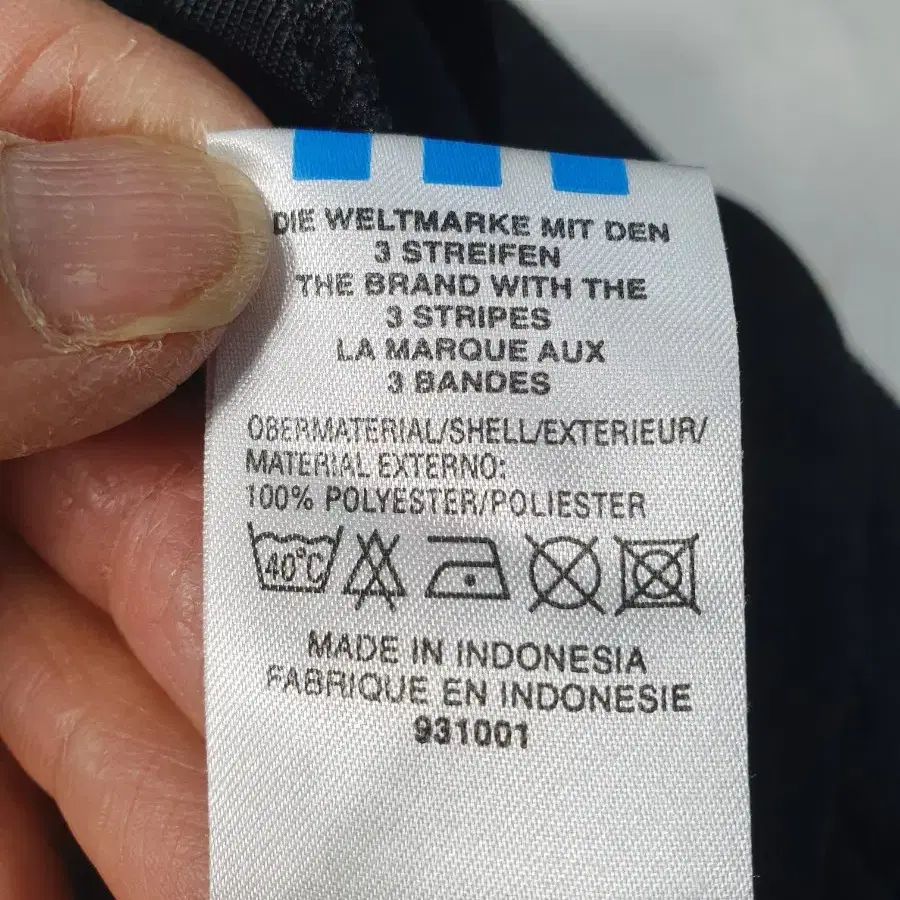 DIE WELTMARKE MIT DEN
3 STREIFEN
THE BRAND WITH THE
3 STRIPES
LA MARQUE AUX
3 BANDES
OBERMATERIAL/SHELL/EXTERIEUR/
MATERIAL EXTERNO:
100% POLYESTER/POLIESTER
40°C
MADE IN INDONESIA
FABRIQUE EN INDONESIE
931001